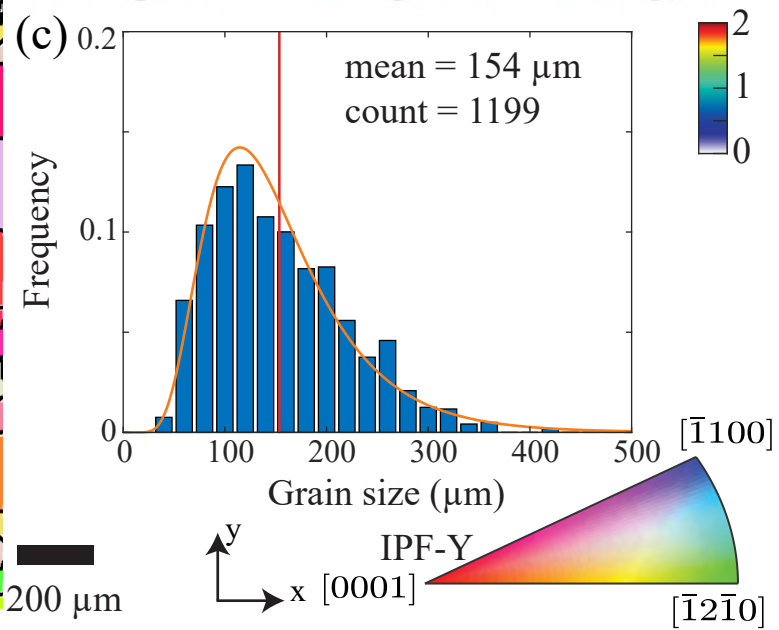 (c)
0.2
0.1
0
Frequency
mean = 154 µm
count = 1199
0 100 200 300 400 500
Grain size (µm)
2
1
0
[1̅100]
IPF-Y
y
x
[0001]
[1̅21̅0]
200 µm